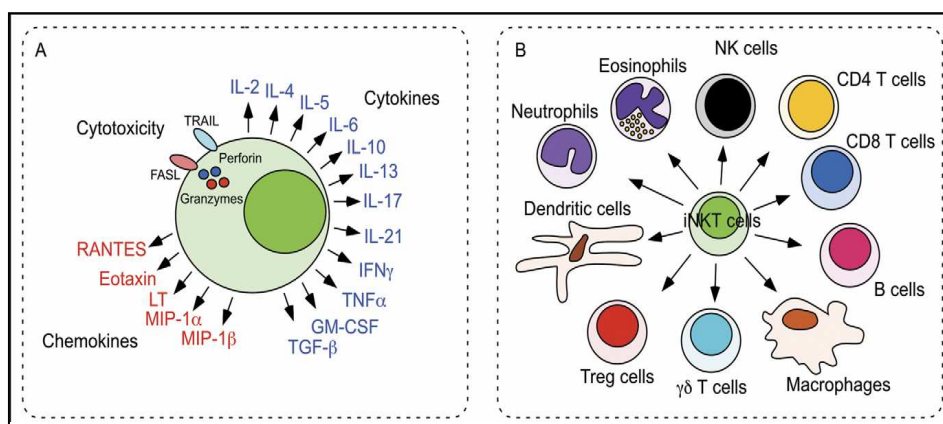 A
IL-2
IL-4
IL-5
Cytokines
IL-6
IL-10
IL-13
IL-17
IL-21
IFNγ
TNFα
GM-CSF
TGF-β
Cytotoxicity
TRAIL
FASL
Perforin
Granzymes
RANTES
Eotaxin
LT
MIP-1α
MIP-1β
Chemokines
B
NK cells
Eosinophils
CD4 T cells
Neutrophils
CD8 T cells
Dendritic cells
iNKT cells
B cells
Treg cells
γδ T cells
Macrophages